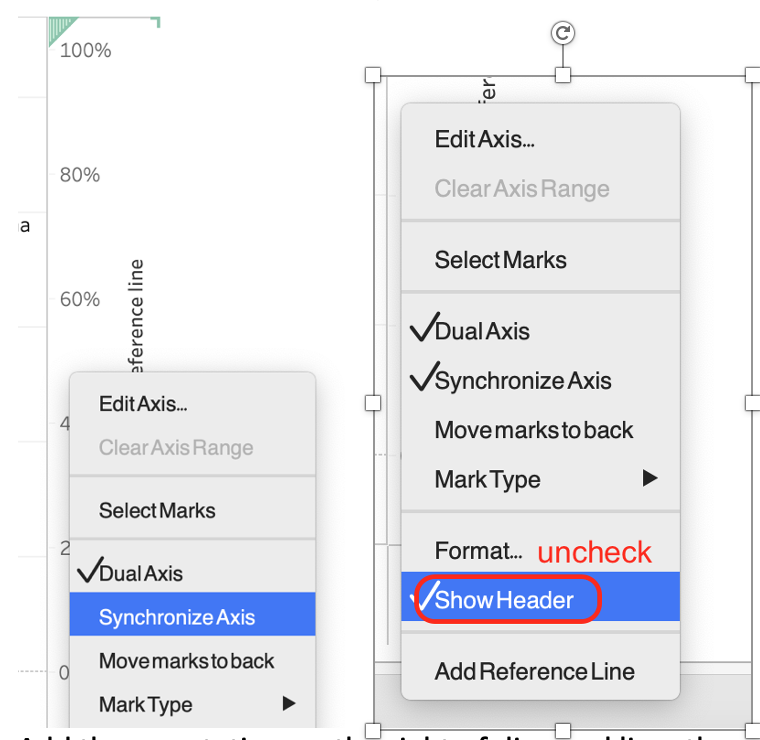 100%
80%
a
60%
eference line
4
2
0
Edit Axis...
Clear Axis Range
Select Marks
Dual Axis
Synchronize Axis
Move marks to back
Mark Type
Edit Axis...
Clear Axis Range
Select Marks
Dual Axis
Synchronize Axis
Move marks to back
Mark Type
Format... uncheck
Show Header
Add Reference Line